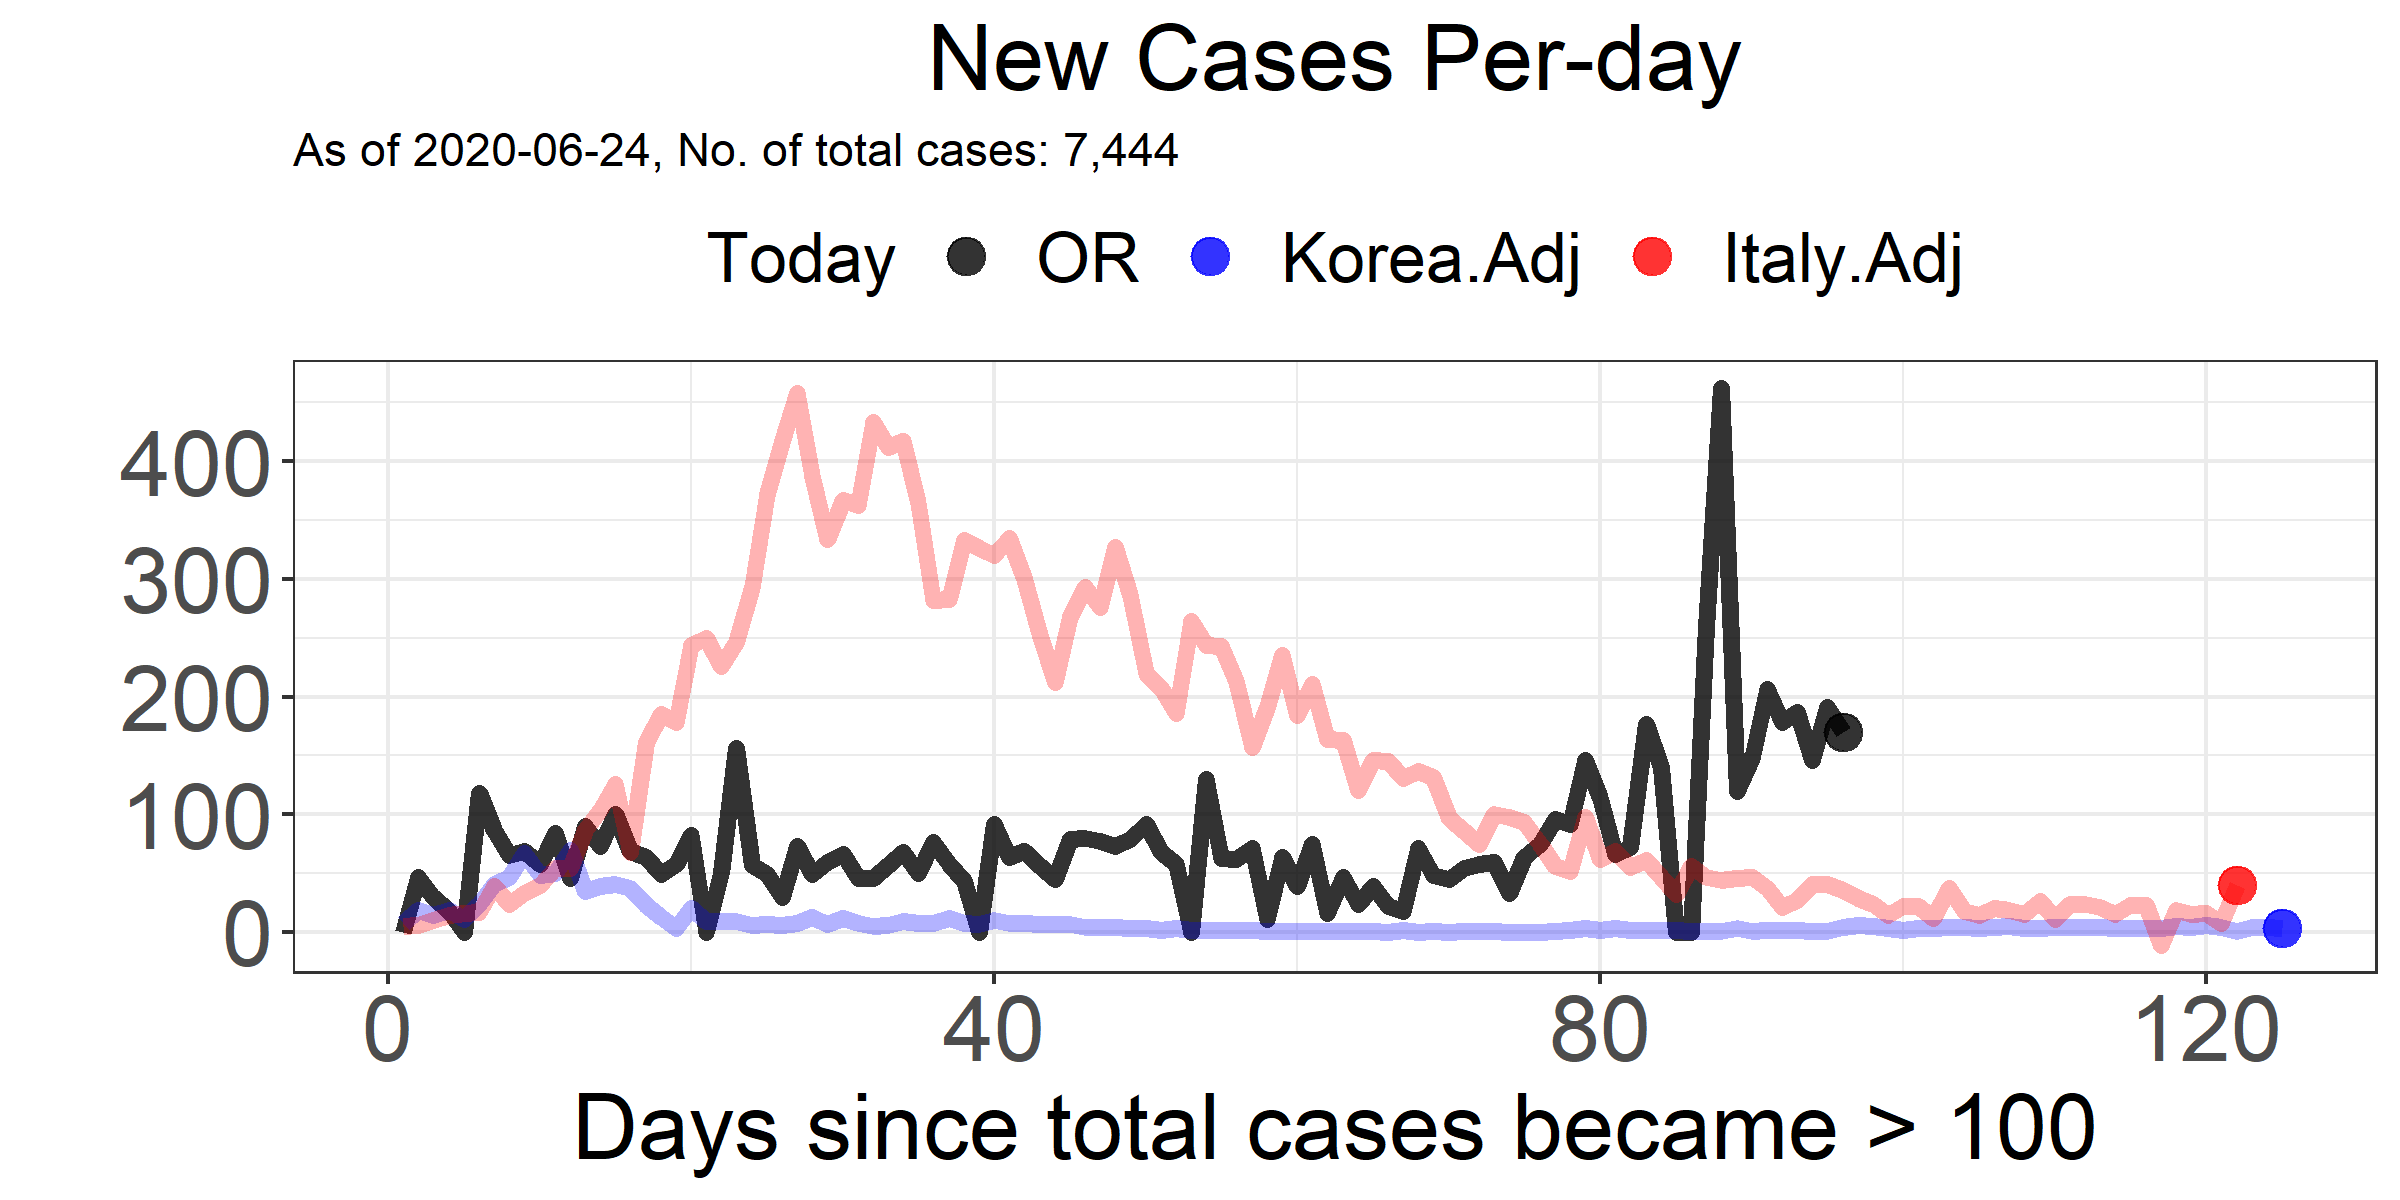 New Cases Per-day
As of 2020-06-24, No. of total cases: 7,444
Today OR Korea.Adj Italy.Adj
400
300
200
100
0
0 40 80 120
Days since total cases became > 100